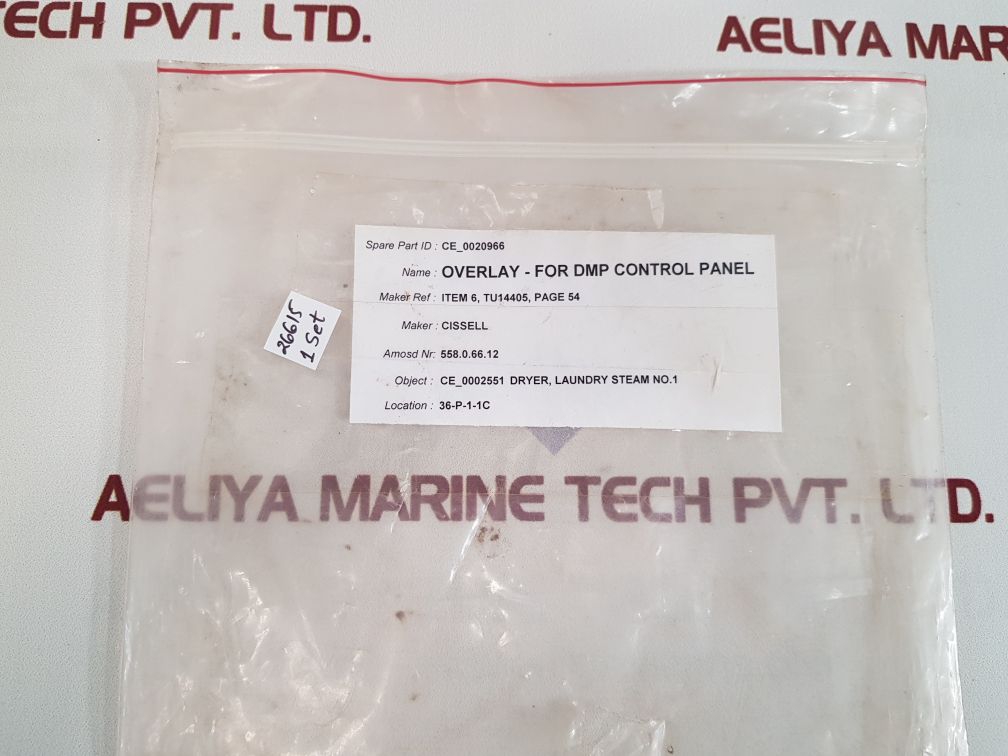 ECH PVT. LTD.
AELIYA MAR
Spare Part ID : CE_0020966
Name : OVERLAY - FOR DMP CONTROL PANEL
Maker Ref : ITEM 6, TU14405, PAGE 54
Maker : CISSELL
Amosd Nr: 558.0.66.12
Object : CE_0002551 DRYER, LAUNDRY STEAM NO.1
Location : 36-P-1-1C
26615
1 Set
AELIYA MARINE TECH PVT. LTD.